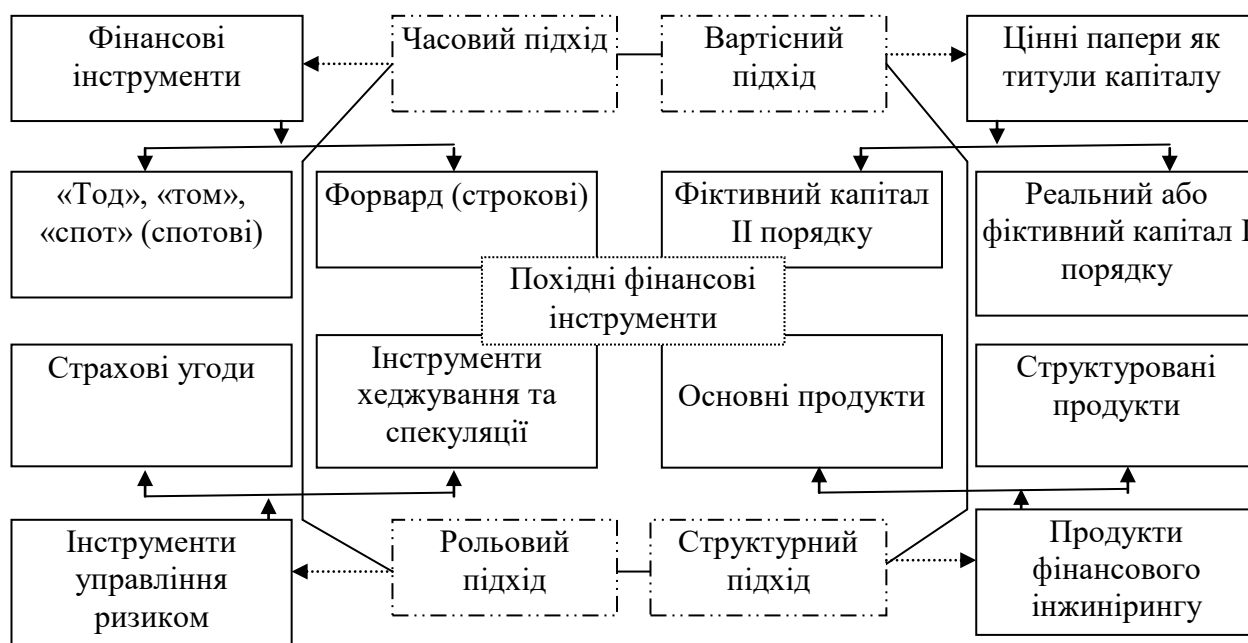 Фінансові
інструменти
Часовий підхід
Вартісний
підхід
Цінні папери як
титули капіталу
«Тод», «том»,
«спот» (спотові)
Форвард (строкові)
Фіктивний капітал
ІІ порядку
Реальний або
фіктивний капітал І
порядку
Похідні фінансові
інструменти
Страхові угоди
Інструменти
хеджування та
спекуляції
Основні продукти
Структуровані
продукти
Інструменти
управління
ризиком
Рольовий
підхід
Структурний
підхід
Продукти
фінансового
інжинірингу